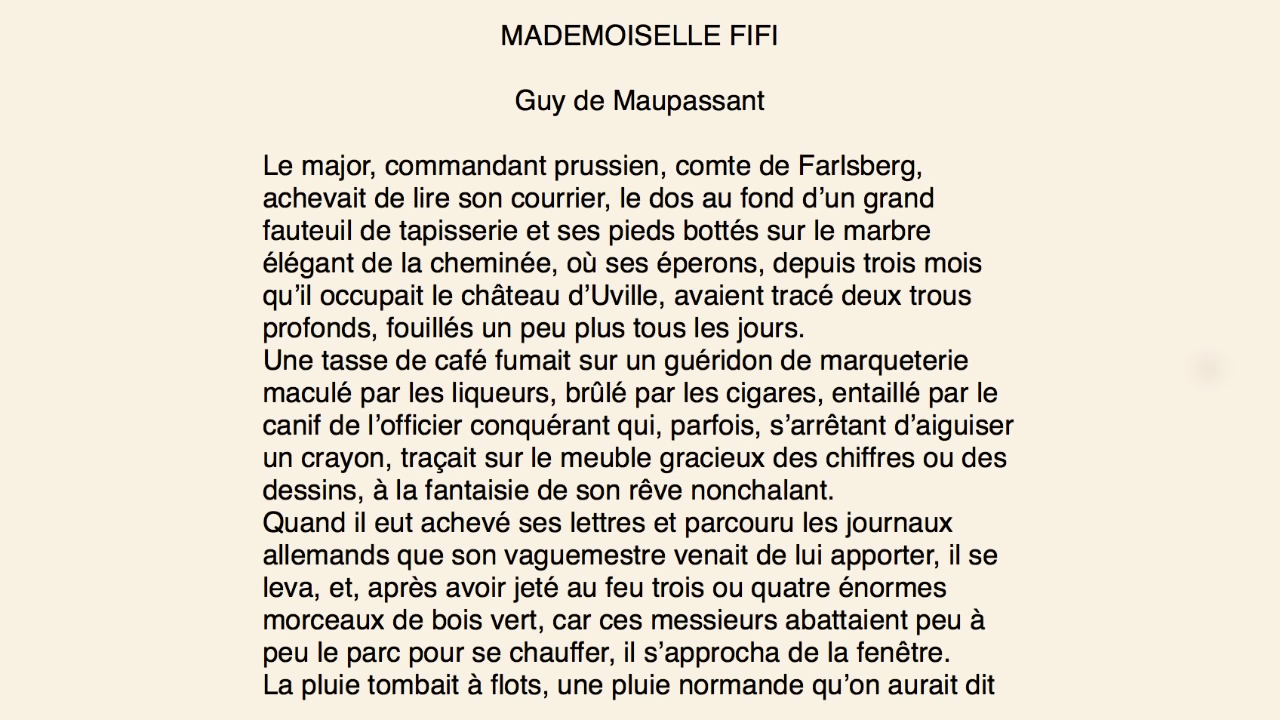 MADEMOISELLE FIFI
Guy de Maupassant
Le major, commandant prussien, comte de Farlsberg,
achevait de lire son courrier, le dos au fond d’un grand
fauteuil de tapisserie et ses pieds bottés sur le marbre
élégant de la cheminée, où ses éperons, depuis trois mois
qu’il occupait le château d’Uville, avaient tracé deux trous
profonds, fouillés un peu plus tous les jours.
Une tasse de café fumait sur un guéridon de marqueterie
maculé par les liqueurs, brûlé par les cigares, entaillé par le
canif de l’officier conquérant qui, parfois, s’arrêtant d’aiguiser
un crayon, traçait sur le meuble gracieux des chiffres ou des
dessins, à la fantaisie de son rêve nonchalant.
Quand il eut achevé ses lettres et parcouru les journaux
allemands que son vaguemestre venait de lui apporter, il se
leva, et, après avoir jeté au feu trois ou quatre énormes
morceaux de bois vert, car ces messieurs abattaient peu à
peu le parc pour se chauffer, il s’approcha de la fenêtre.
La pluie tombait à flots, une pluie normande qu’on aurait dit